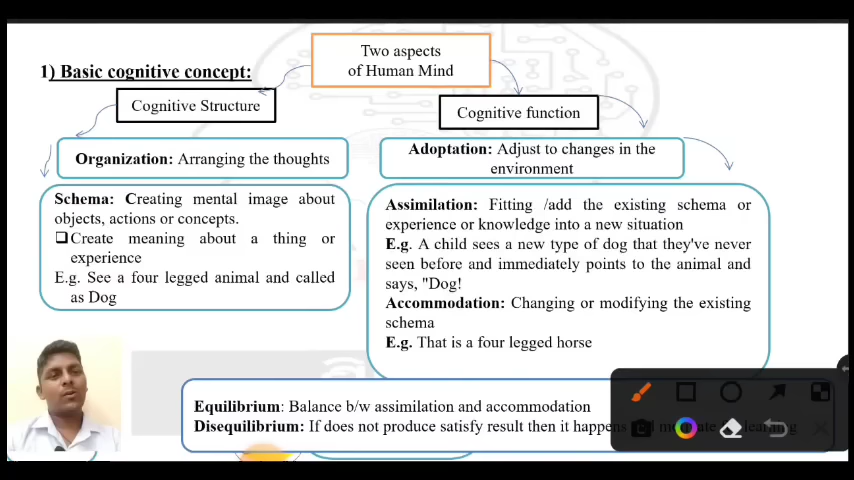 Two aspects
of Human Mind
1) Basic cognitive concept:
Cognitive Structure
Cognitive function
Organization: Arranging the thoughts
Adoptation: Adjust to changes in the
environment
Schema: Creating mental image about
objects, actions or concepts.
❑Create meaning about a thing or
experience
E.g. See a four legged animal and called
as Dog
Assimilation: Fitting /add the existing schema or
experience or knowledge into a new situation
E.g. A child sees a new type of dog that they've never
seen before and immediately points to the animal and
says, "Dog!
Accommodation: Changing or modifying the existing
schema
E.g. That is a four legged horse
Equilibrium: Balance b/w assimilation and accommodation
Disequilibrium: If does not produce satisfy result then it happens